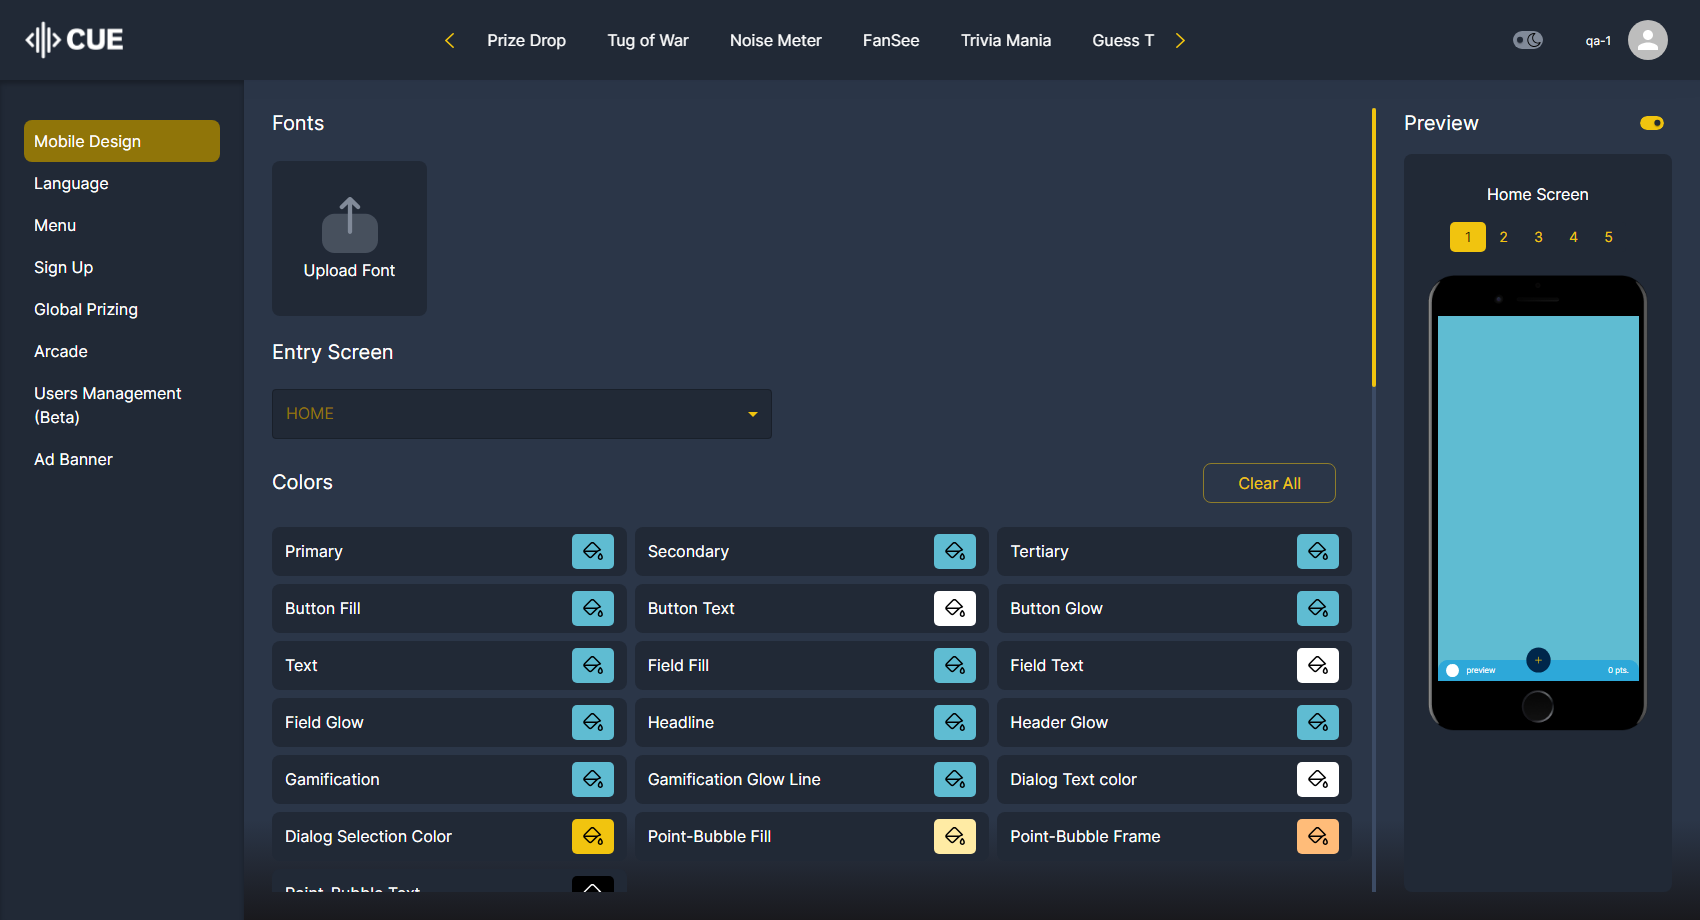 CUE
Prize Drop
Tug of War
Noise Meter
FanSee
Trivia Mania
Guess T
qa-1
Mobile Design
Language
Menu
Sign Up
Global Prizing
Arcade
Users Management
(Beta)
Ad Banner
Fonts
Upload Font
Entry Screen
HOME
Colors
Clear All
Primary
Secondary
Tertiary
Button Fill
Button Text
Button Glow
Text
Field Fill
Field Text
Field Glow
Headline
Header Glow
Gamification
Gamification Glow Line
Dialog Text color
Dialog Selection Color
Point-Bubble Fill
Point-Bubble Frame
Point-Bubble Text
Preview
Home Screen
1 2 3 4 5
preview
+
0 pts.